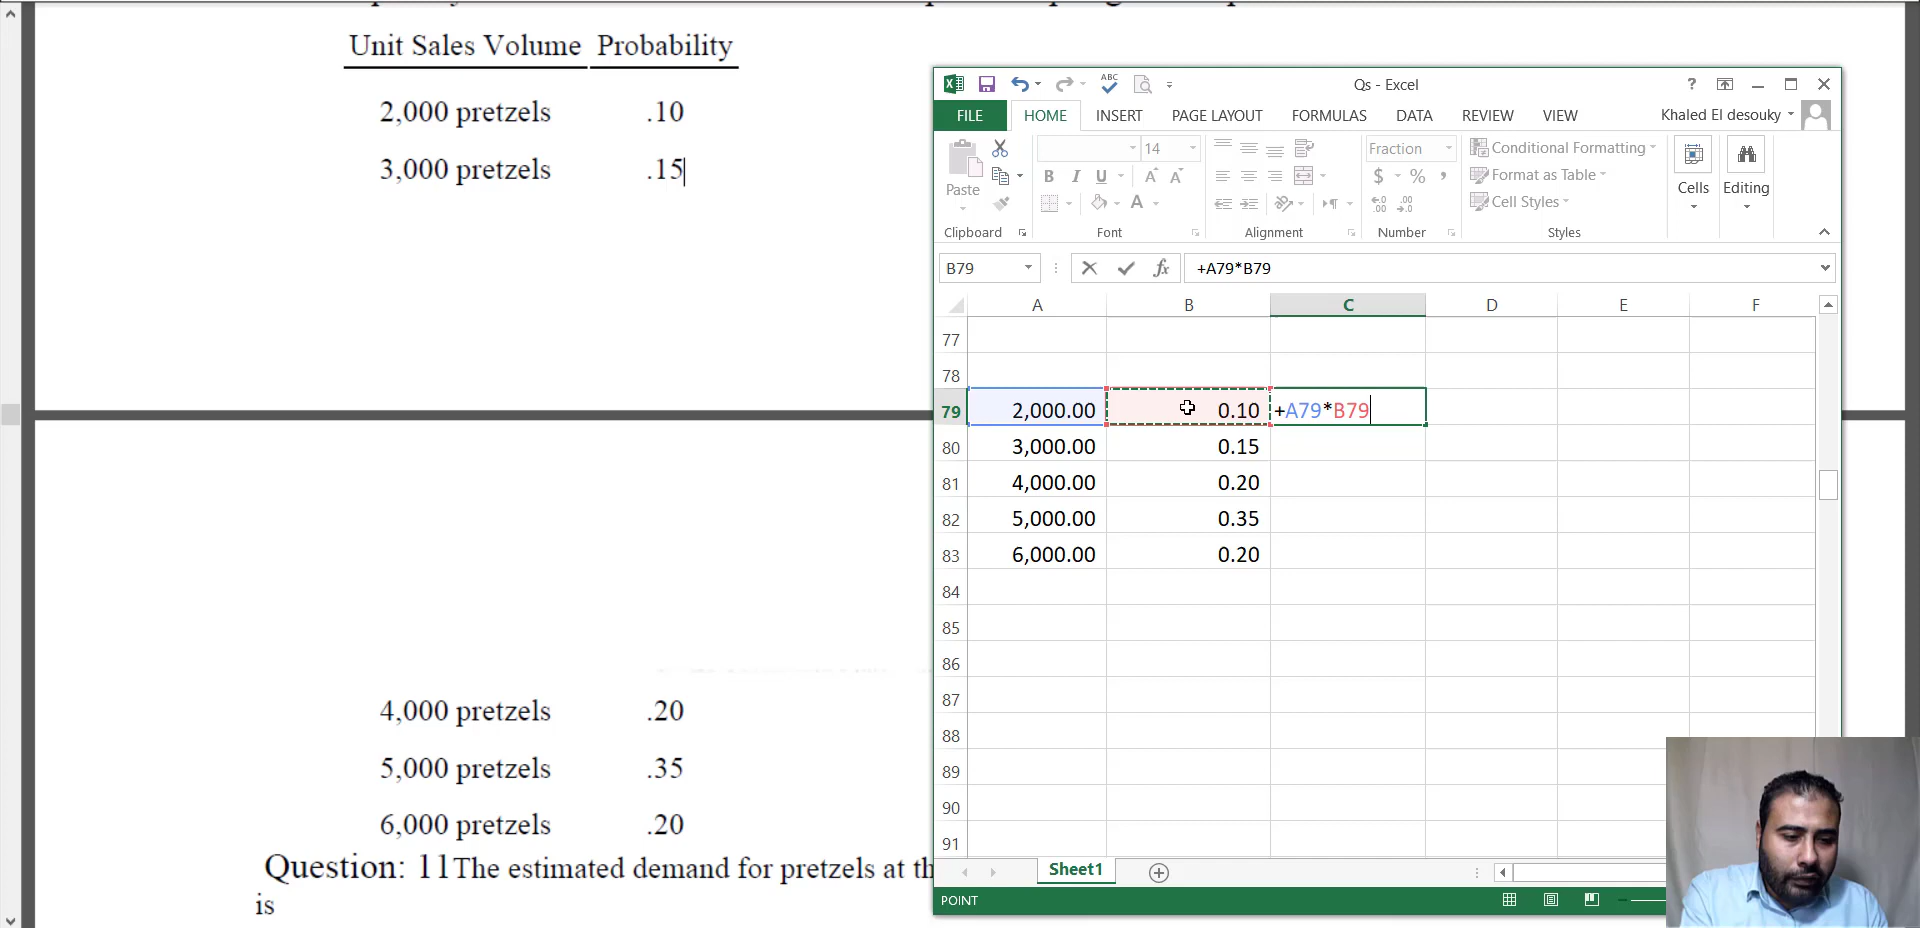 Unit Sales Volume Probability
2,000 pretzels .10
3,000 pretzels .15
4,000 pretzels .20
5,000 pretzels .35
6,000 pretzels .20
Question: 11The estimated demand for pretzels at th
is
Qs - Excel
?
ABC
FILE HOME INSERT PAGE LAYOUT FORMULAS DATA REVIEW VIEW Khaled El desouky
Paste
14
B I U A A
A
Fraction
$ % ,
.00 .00
Conditional Formatting
Format as Table
Cell Styles
Cells
Editing
Clipboard Font Alignment Number Styles
B79 fx +A79*B79
A B C D E F
77
78
79 2,000.00 0.10 +A79*B79
80 3,000.00 0.15
81 4,000.00 0.20
82 5,000.00 0.35
83 6,000.00 0.20
84
85
86
87
88
89
90
91
Sheet1
POINT